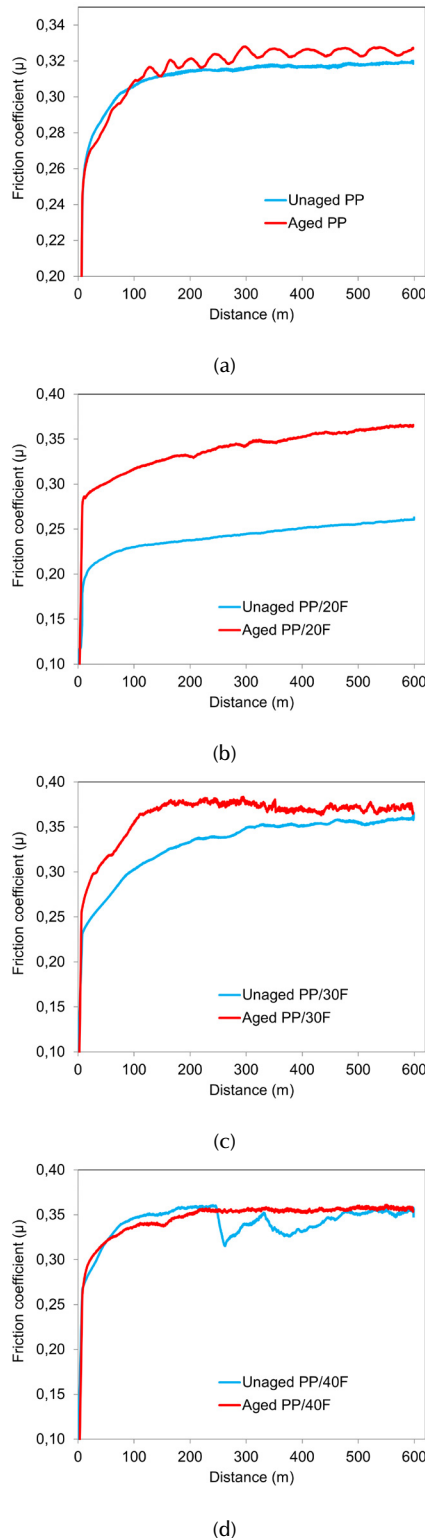 0,34
0,32
0,30
0,28
0,26
0,24
0,22
0,20
Friction coefficient (μ)
Unaged PP
Aged PP
0 100 200 300 400 500 600
Distance (m)
(a)
0,40
0,35
0,30
0,25
0,20
0,15
0,10
Friction coefficient (μ)
Unaged PP/20F
Aged PP/20F
0 100 200 300 400 500 600
Distance (m)
(b)
0,40
0,35
0,30
0,25
0,20
0,15
0,10
Friction coefficient (μ)
Unaged PP/30F
Aged PP/30F
0 100 200 300 400 500 600
Distance (m)
(c)
0,40
0,35
0,30
0,25
0,20
0,15
0,10
Friction coefficient (μ)
Unaged PP/40F
Aged PP/40F
0 100 200 300 400 500 600
Distance (m)
(d)